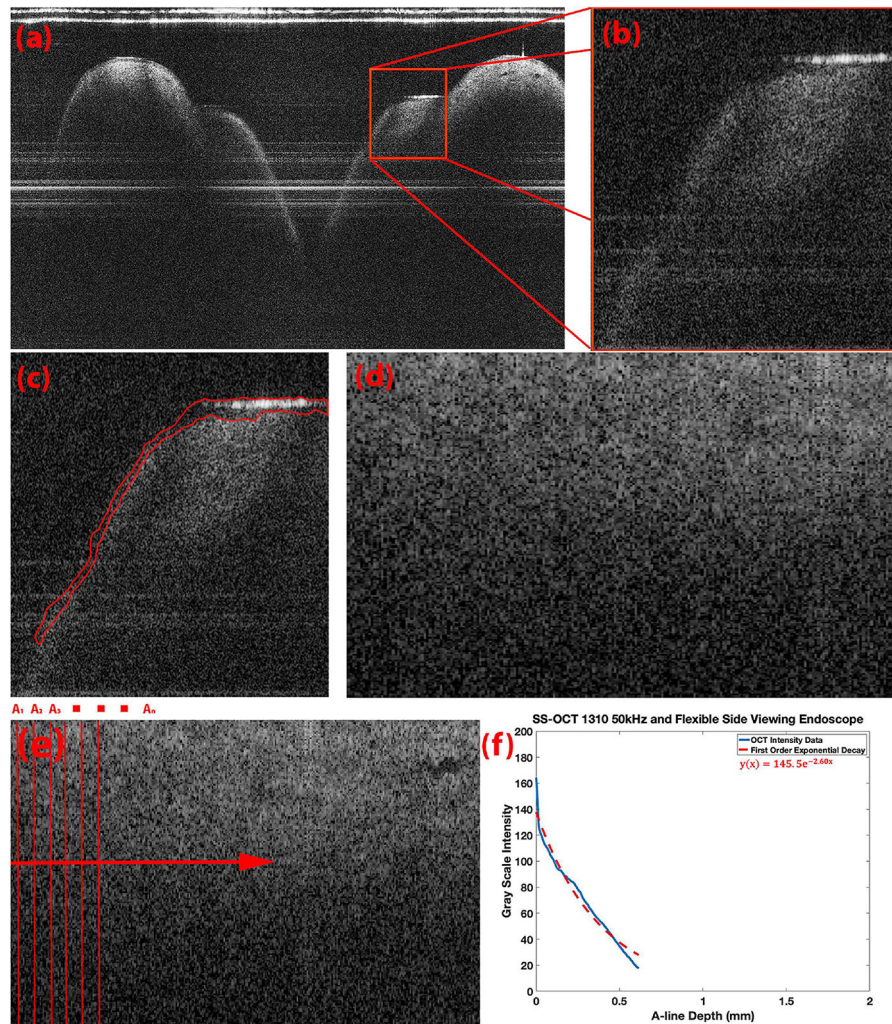 (a)
(b)
(c)
(d)
A₁ A₂ A₃ ■ ■ ■ Aₙ
(e)
(f)
SS-OCT 1310 50kHz and Flexible Side Viewing Endoscope
OCT Intensity Data
First Order Exponential Decay
y(x) = 145.5e^-2.60x
Gray Scale Intensity
200
180
160
140
120
100
80
60
40
20
0
0 0.5 1 1.5 2
A-line Depth (mm)